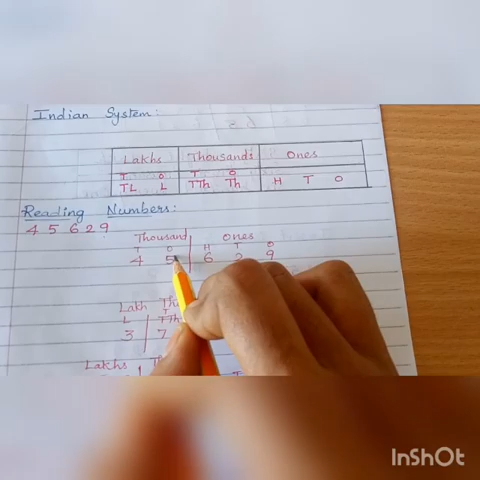 Indian System:
Lakhs Thousands Ones
T O T O
TL L TTh Th H T O
Reading Numbers:
4 5 6 2 9
Thousand Ones
T O H T O
4 5 6 2 9
Lakh
L TTh
3 7
Lakhs
InShOt